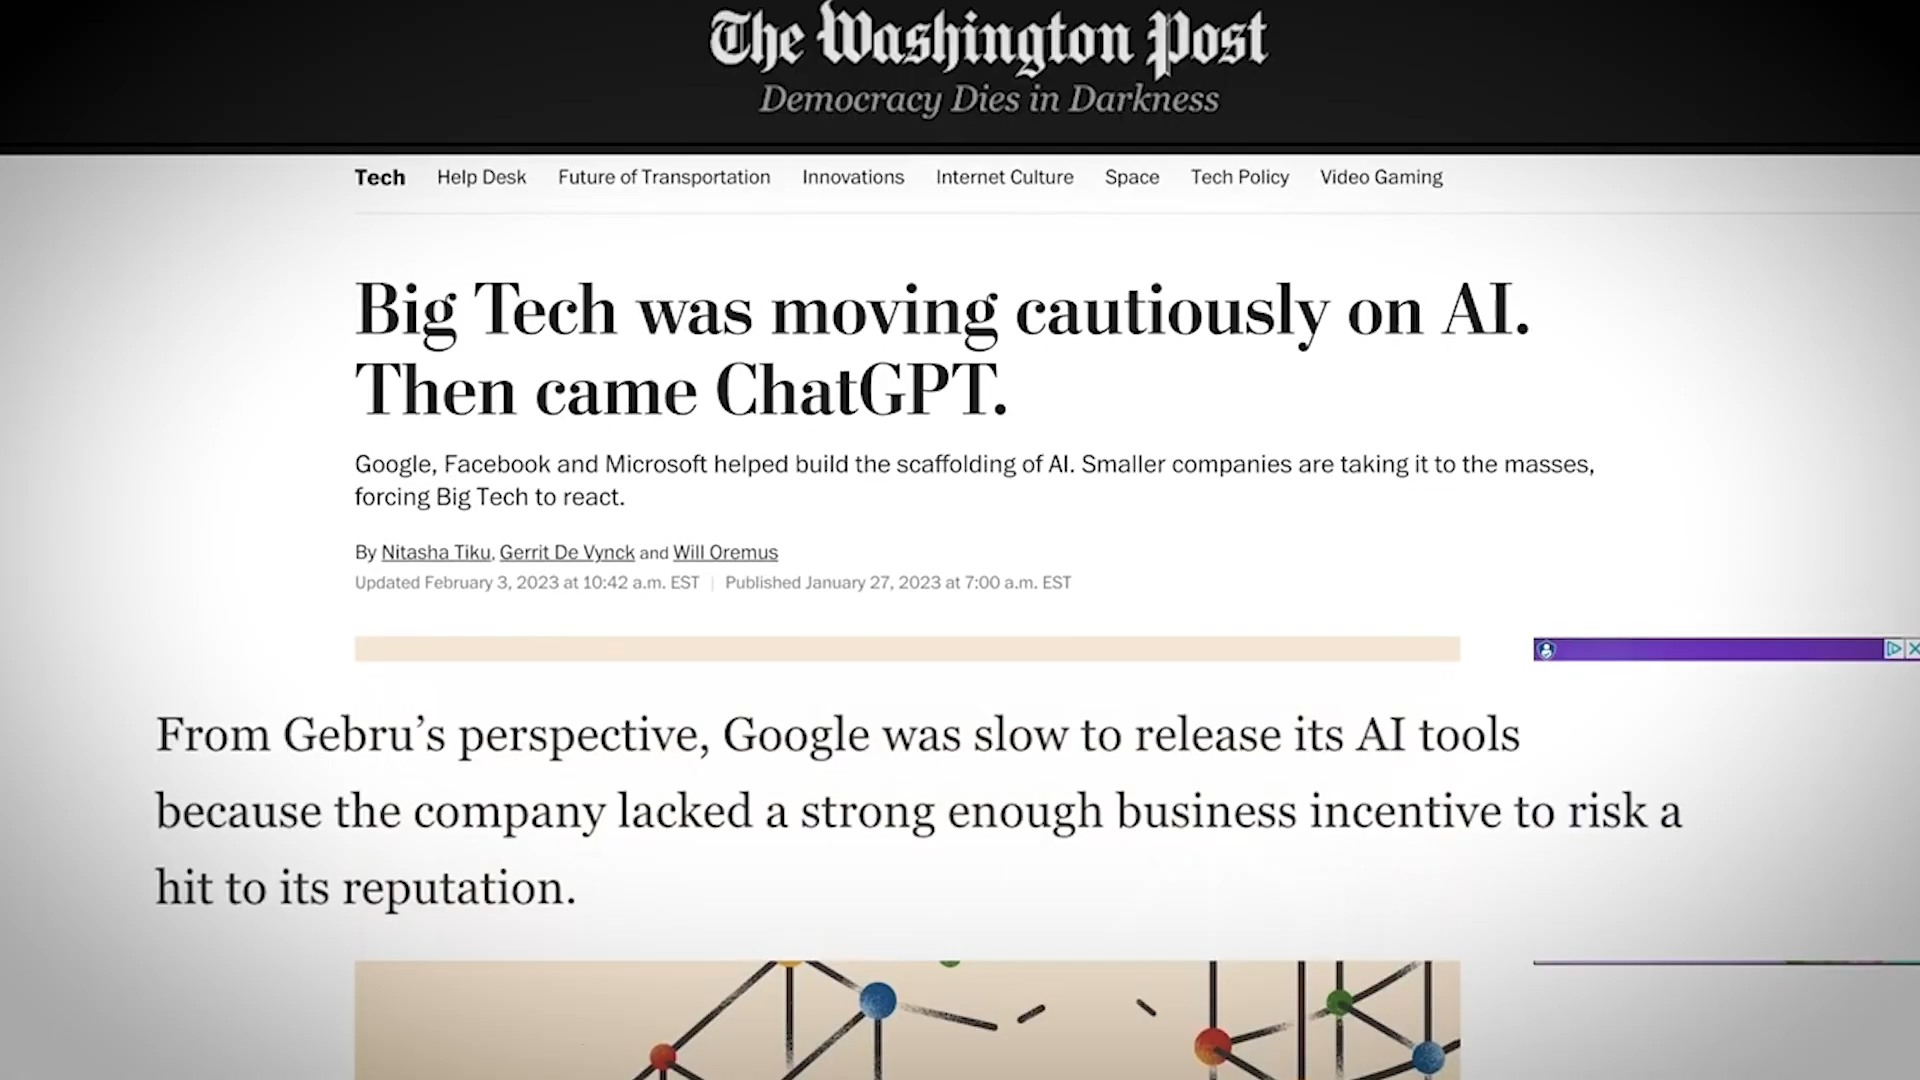 The Washington Post
Democracy Dies in Darkness
Tech Help Desk Future of Transportation Innovations Internet Culture Space Tech Policy Video Gaming
Big Tech was moving cautiously on AI.
Then came ChatGPT.
Google, Facebook and Microsoft helped build the scaffolding of AI. Smaller companies are taking it to the masses,
forcing Big Tech to react.
By Nitasha Tiku, Gerrit De Vynck and Will Oremus
Updated February 3, 2023 at 10:42 a.m. EST | Published January 27, 2023 at 7:00 a.m. EST
From Gebru’s perspective, Google was slow to release its AI tools
because the company lacked a strong enough business incentive to risk a
hit to its reputation.